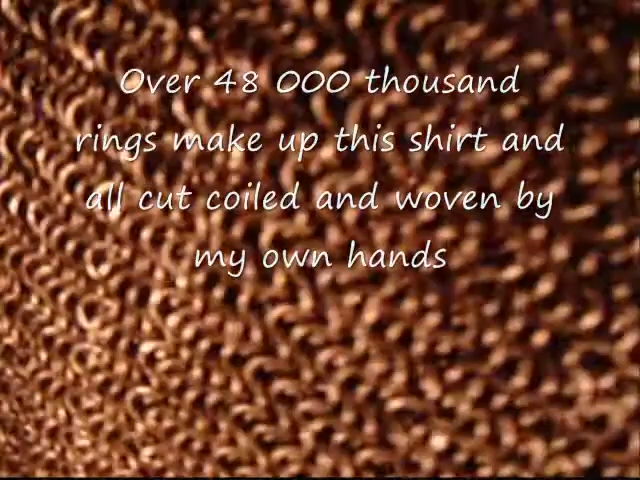 Over 48 000 thousand
rings make up this shirt and
all cut coiled and woven by
my own hands